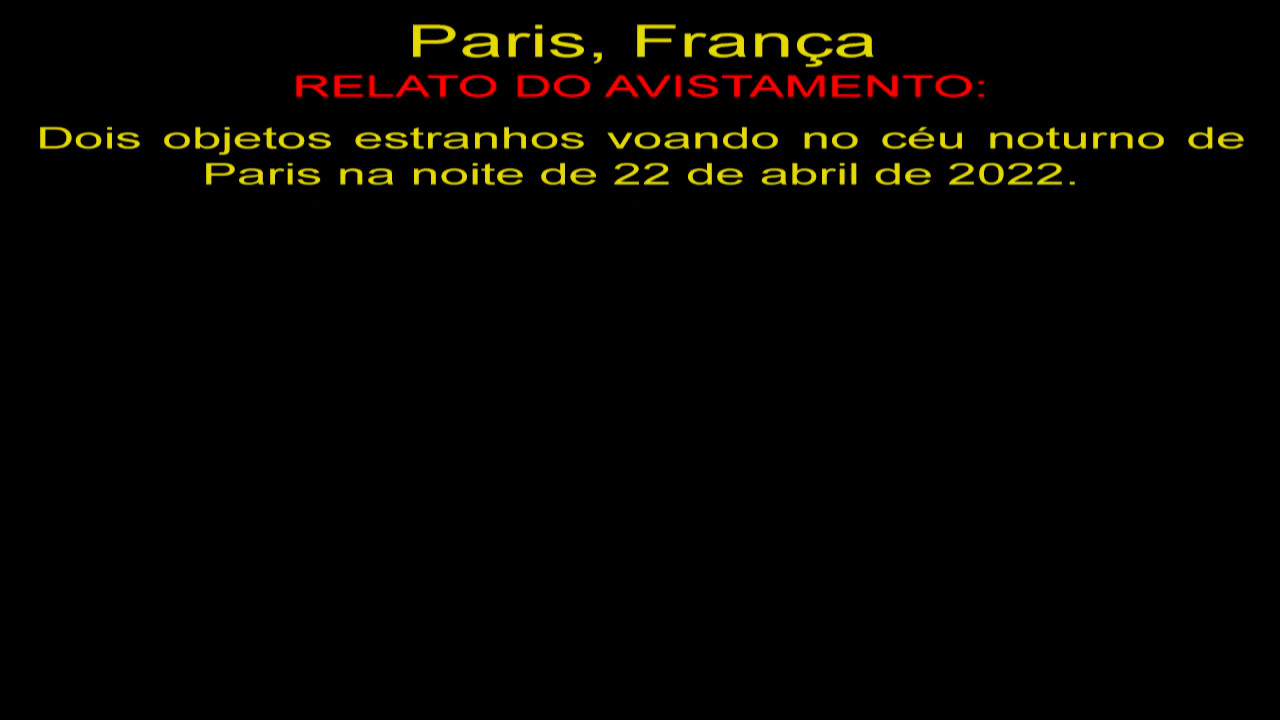 Paris, França
RELATO DO AVISTAMENTO:
Dois objetos estranhos voando no céu noturno de
Paris na noite de 22 de abril de 2022.